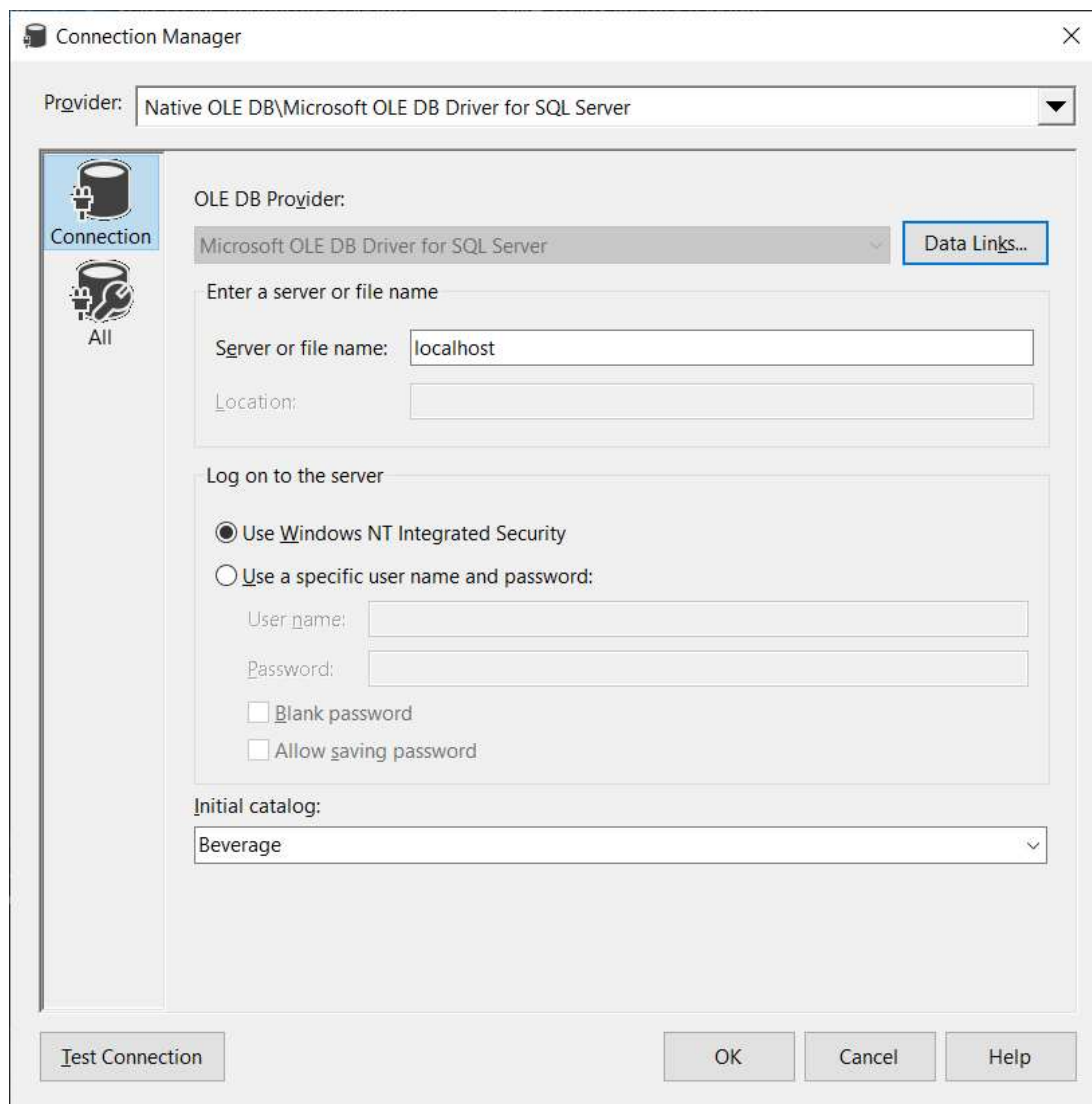 Connection Manager
Provider: Native OLE DB\Microsoft OLE DB Driver for SQL Server
Connection
All
OLE DB Provider:
Microsoft OLE DB Driver for SQL Server
Data Links...
Enter a server or file name
Server or file name: localhost
Location:
Log on to the server
Use Windows NT Integrated Security
Use a specific user name and password:
User name:
Password:
Blank password
Allow saving password
Initial catalog:
Beverage
Test Connection OK Cancel Help